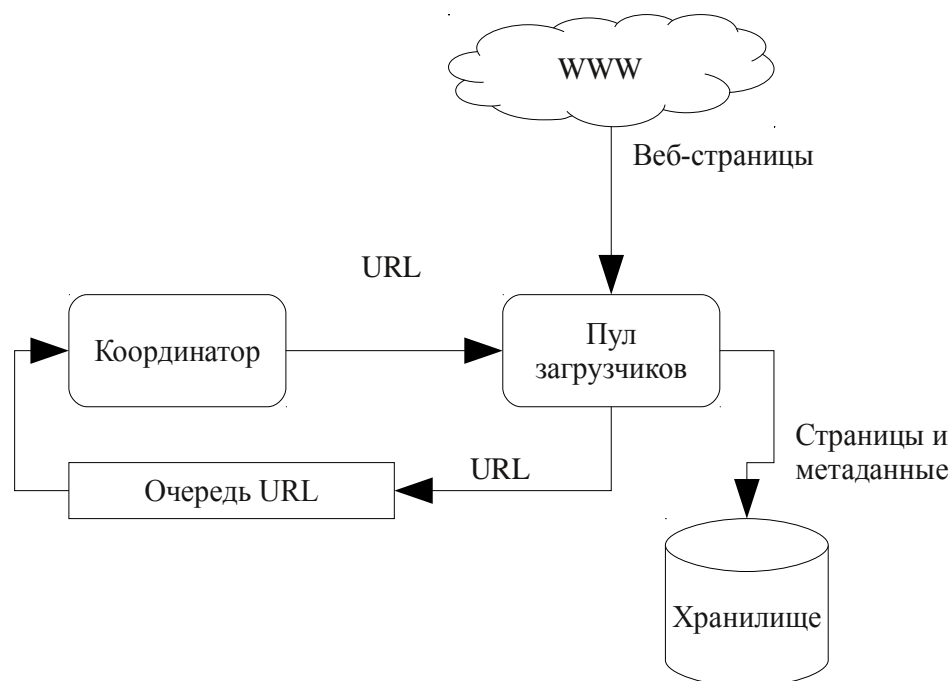 WWW
Веб-страницы
URL
Координатор
Пул
загрузчиков
Страницы и
метаданные
URL
Очередь URL
Хранилище